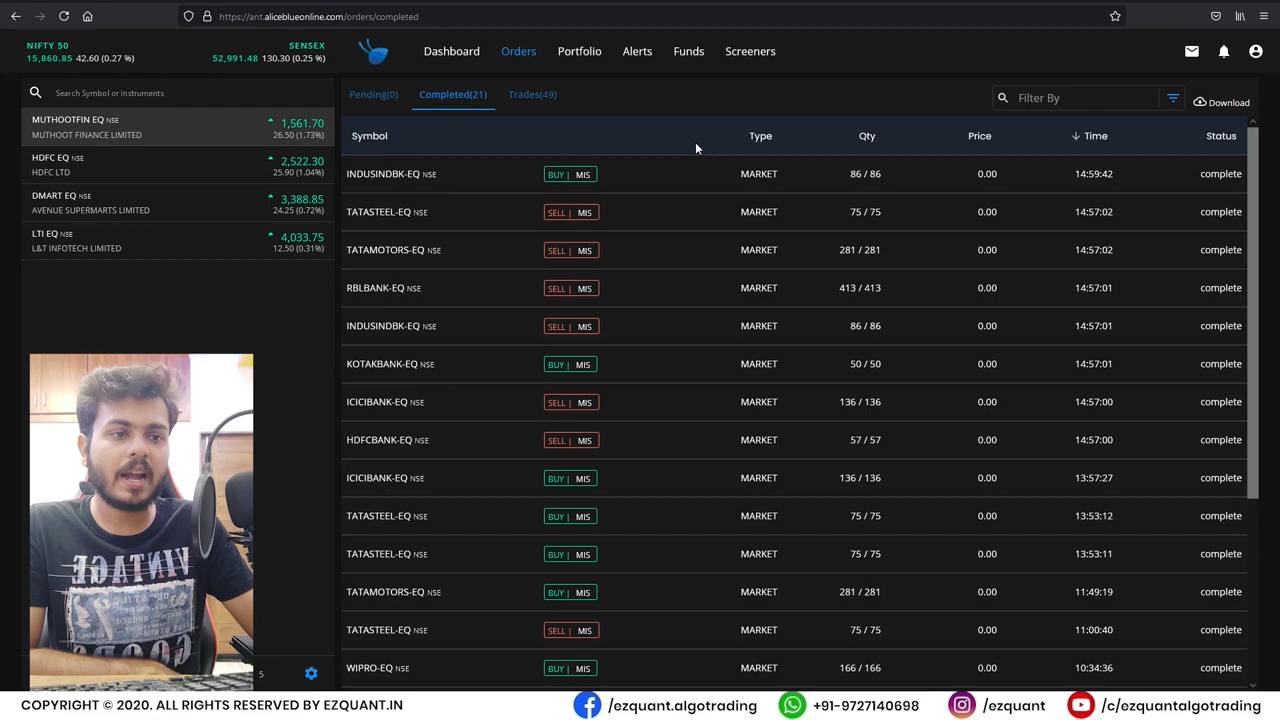 https://ant.aliceblueonline.com/orders/completed
NIFTY 50
15,860.85 42.60 (0.27 %)
SENSEX
52,991.48 130.30 (0.25 %)
Dashboard Orders Portfolio Alerts Funds Screeners
Search Symbol or Instruments
MUTHOOTFIN EQ NSE 1,561.70
MUTHOOT FINANCE LIMITED 26.50 (1.73%)
HDFC EQ NSE 2,522.30
HDFC LTD 25.90 (1.04%)
DMART EQ NSE 3,388.85
AVENUE SUPERMARTS LIMITED 24.25 (0.72%)
LTI EQ NSE 4,033.75
L&T INFOTECH LIMITED 12.50 (0.31%)
5
Pending(0) Completed(21) Trades(49)
Filter By Download
Symbol Type Qty Price Time Status
INDUSINDBK-EQ NSE BUY | MIS MARKET 86 / 86 0.00 14:59:42 complete
TATASTEEL-EQ NSE SELL | MIS MARKET 75 / 75 0.00 14:57:02 complete
TATAMOTORS-EQ NSE SELL | MIS MARKET 281 / 281 0.00 14:57:02 complete
RBLBANK-EQ NSE SELL | MIS MARKET 413 / 413 0.00 14:57:01 complete
INDUSINDBK-EQ NSE SELL | MIS MARKET 86 / 86 0.00 14:57:01 complete
KOTAKBANK-EQ NSE BUY | MIS MARKET 50 / 50 0.00 14:57:01 complete
ICICIBANK-EQ NSE SELL | MIS MARKET 136 / 136 0.00 14:57:00 complete
HDFCBANK-EQ NSE SELL | MIS MARKET 57 / 57 0.00 14:57:00 complete
ICICIBANK-EQ NSE BUY | MIS MARKET 136 / 136 0.00 13:57:27 complete
TATASTEEL-EQ NSE BUY | MIS MARKET 75 / 75 0.00 13:53:12 complete
TATASTEEL-EQ NSE BUY | MIS MARKET 75 / 75 0.00 13:53:11 complete
TATAMOTORS-EQ NSE BUY | MIS MARKET 281 / 281 0.00 11:49:19 complete
TATASTEEL-EQ NSE SELL | MIS MARKET 75 / 75 0.00 11:00:40 complete
WIPRO-EQ NSE BUY | MIS MARKET 166 / 166 0.00 10:34:36 complete
VINTAGE
COPYRIGHT © 2020. ALL RIGHTS RESERVED BY EZQUANT.IN /ezquant.algotrading +91-9727140698 /ezquant /c/ezquantalgotrading